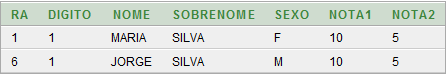 RA DIGITO NOME SOBRENOME SEXO NOTA1 NOTA2
1 1 MARIA SILVA F 10 5
6 1 JORGE SILVA M 10 5